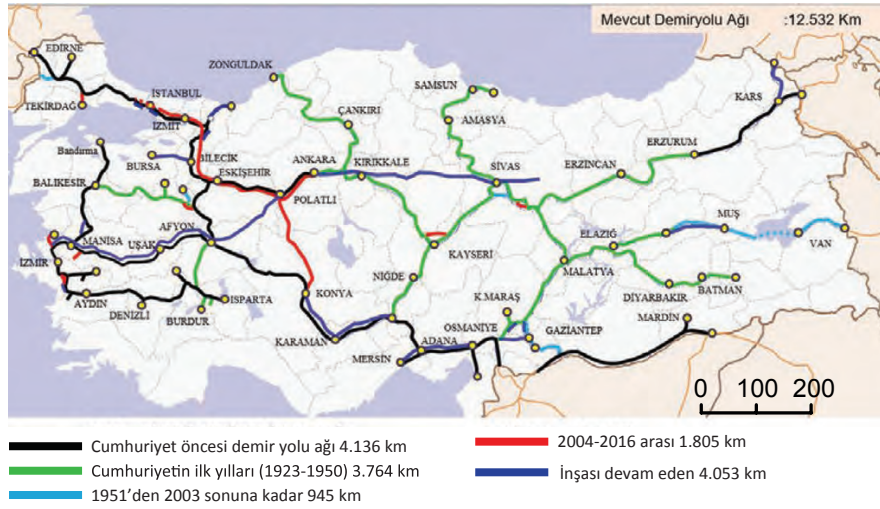 Mevcut Demiryolu Ağı :12.532 Km
EDİRNE
TEKİRDAĞ
İSTANBUL
İZMİT
ZONGULDAK
ÇANKIRI
SAMSUN
AMASYA
KARS
ERZURUM
ERZİNCAN
SİVAS
Bandırma
BURSA
BİLECİK
ESKİŞEHİR
ANKARA
KIRIKKALE
POLATLI
BALIKESİR
MANİSA
UŞAK
AFYON
İZMİR
AYDIN
DENİZLİ
BURDUR
ISPARTA
KONYA
KARAMAN
NİĞDE
KAYSERİ
MERSİN
ADANA
OSMANİYE
K.MARAŞ
GAZİANTEP
MALATYA
ELAZIĞ
MUŞ
VAN
DİYARBAKIR
BATMAN
MARDİN
0 100 200
Cumhuriyet öncesi demir yolu ağı 4.136 km
Cumhuriyetin ilk yılları (1923-1950) 3.764 km
1951’den 2003 sonuna kadar 945 km
2004-2016 arası 1.805 km
İnşası devam eden 4.053 km